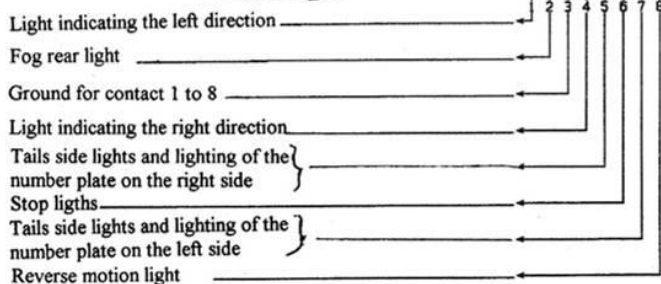 1 2 3 4 5 6 7 8
Light indicating the left direction
Fog rear light
Ground for contact 1 to 8
Light indicating the right direction
Tails side lights and lighting of the
number plate on the right side
Stop ligths
Tails side lights and lighting of the
number plate on the left side
Reverse motion light